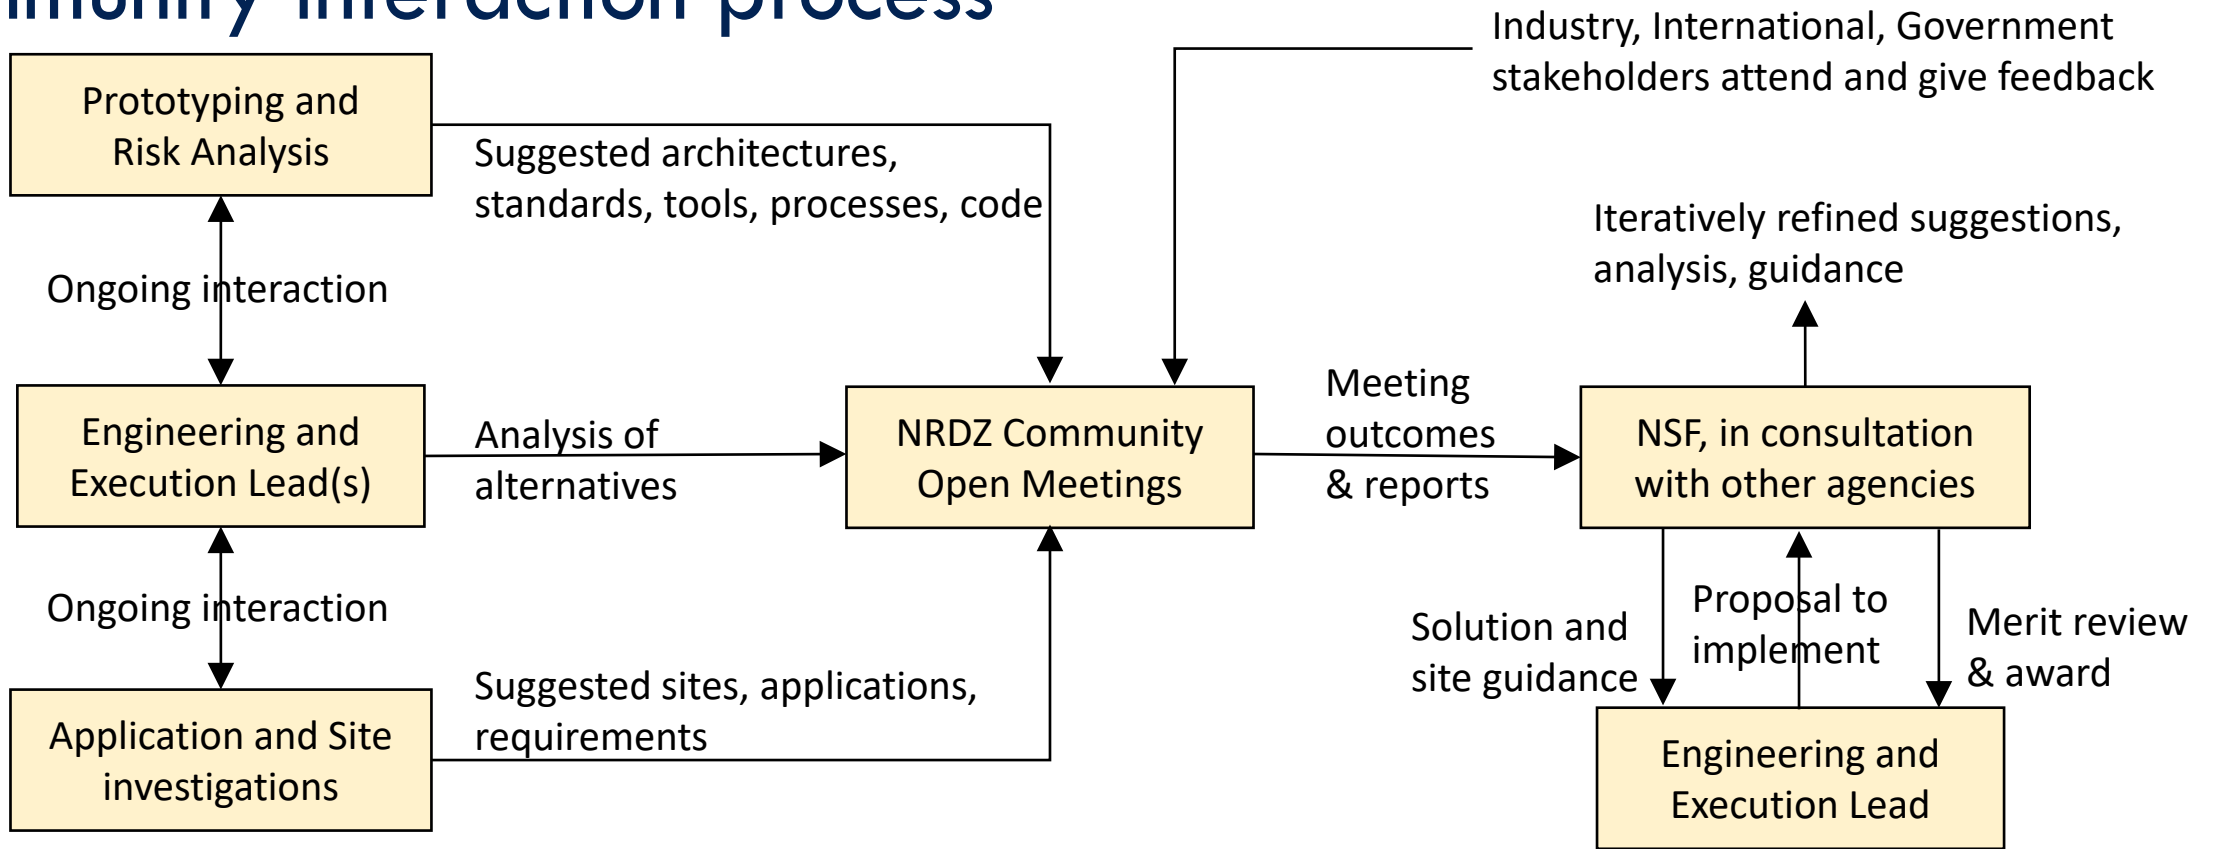 interaction process
Industry, International, Government
stakeholders attend and give feedback
Prototyping and
Risk Analysis
Suggested architectures,
standards, tools, processes, code
Iteratively refined suggestions,
analysis, guidance
Ongoing interaction
Engineering and
Execution Lead(s)
Analysis of
alternatives
NRDZ Community
Open Meetings
Meeting
outcomes
& reports
NSF, in consultation
with other agencies
Ongoing interaction
Solution and
site guidance
Proposal to
implement
Merit review
& award
Application and Site
investigations
Suggested sites, applications,
requirements
Engineering and
Execution Lead